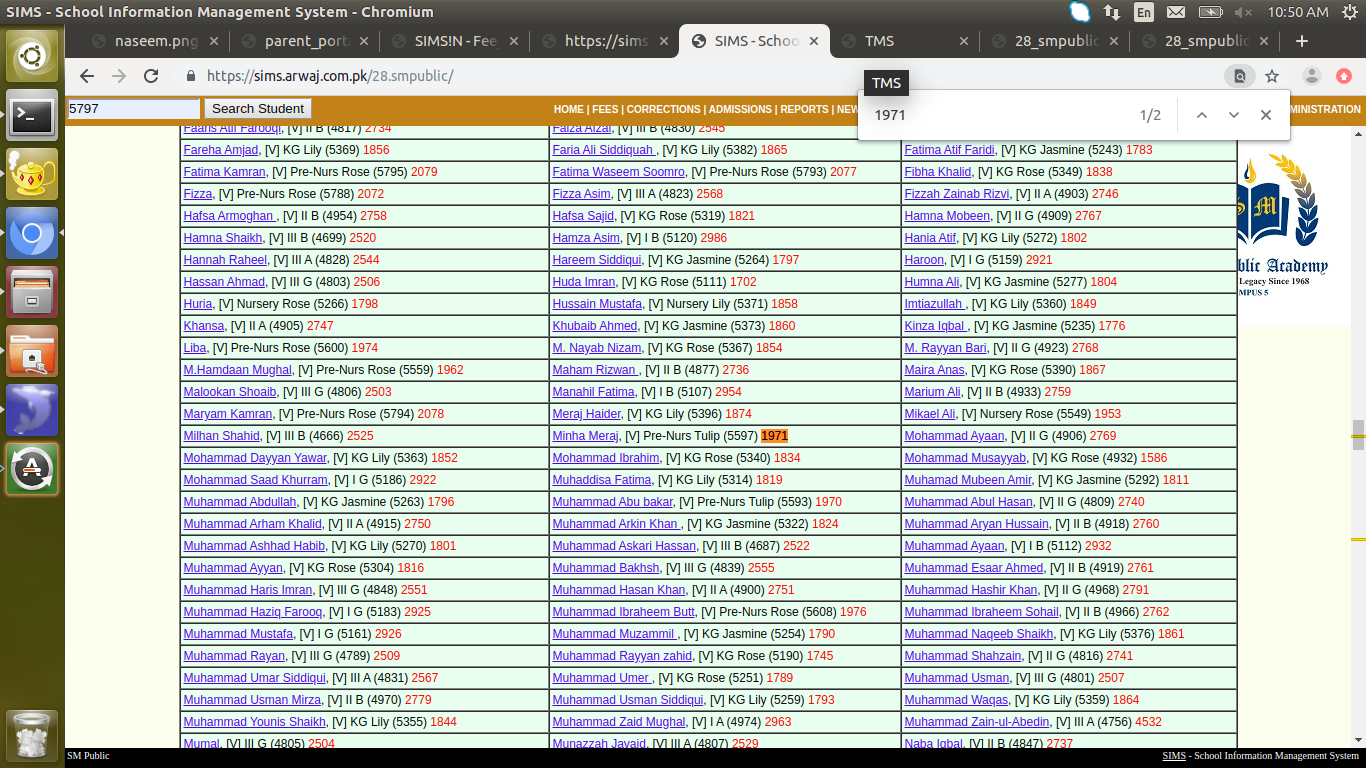 SIMS - School Information Management System - Chromium
En
10:50 AM
naseem.png
parent_port
SIMS!N - Fee
https://sims
SIMS - Schoo
TMS
28_smpublic
28_smpublic
https://sims.arwaj.com.pk/28.smpublic/
TMS
5797
Search Student
HOME | FEES | CORRECTIONS | ADMISSIONS | REPORTS | NEW
MINISTRATION
1971
1/2
Faaris Atif Farooqi, [V] II B (4817) 2734
Faiza Afzal, [V] III B (4830) 2545
Fareha Amjad, [V] KG Lily (5369) 1856
Faria Ali Siddiquah , [V] KG Lily (5382) 1865
Fatima Atif Faridi, [V] KG Jasmine (5243) 1783
Fatima Kamran, [V] Pre-Nurs Rose (5795) 2079
Fatima Waseem Soomro, [V] Pre-Nurs Rose (5793) 2077
Fibha Khalid, [V] KG Rose (5349) 1838
Fizza, [V] Pre-Nurs Rose (5788) 2072
Fizza Asim, [V] III A (4823) 2568
Fizzah Zainab Rizvi, [V] II A (4903) 2746
Hafsa Armoghan , [V] II B (4954) 2758
Hafsa Sajid, [V] KG Rose (5319) 1821
Hamna Mobeen, [V] II G (4909) 2767
Hamna Shaikh, [V] III B (4699) 2520
Hamza Asim, [V] I B (5120) 2986
Hania Atif, [V] KG Lily (5272) 1802
Hannah Raheel, [V] III A (4828) 2544
Hareem Siddiqui, [V] KG Jasmine (5264) 1797
Haroon, [V] I G (5159) 2921
Hassan Ahmad, [V] III G (4803) 2506
Huda Imran, [V] KG Rose (5111) 1702
Humna Ali, [V] KG Jasmine (5277) 1804
Huria, [V] Nursery Rose (5266) 1798
Hussain Mustafa, [V] Nursery Lily (5371) 1858
Imtiazullah , [V] KG Lily (5360) 1849
Khansa, [V] II A (4905) 2747
Khubaib Ahmed, [V] KG Jasmine (5373) 1860
Kinza Iqbal , [V] KG Jasmine (5235) 1776
Liba, [V] Pre-Nurs Rose (5600) 1974
M. Nayab Nizam, [V] KG Rose (5367) 1854
M. Rayyan Bari, [V] II G (4923) 2768
M.Hamdaan Mughal, [V] Pre-Nurs Rose (5559) 1962
Maham Rizwan , [V] II B (4877) 2736
Maira Anas, [V] KG Rose (5390) 1867
Malookan Shoaib, [V] III G (4806) 2503
Manahil Fatima, [V] I B (5107) 2954
Marium Ali, [V] II B (4933) 2759
Maryam Kamran, [V] Pre-Nurs Rose (5794) 2078
Meraj Haider, [V] KG Lily (5396) 1874
Mikael Ali, [V] Nursery Rose (5549) 1953
Milhan Shahid, [V] III B (4666) 2525
Minha Meraj, [V] Pre-Nurs Tulip (5597) 1971
Mohammad Ayaan, [V] II G (4906) 2769
Mohammad Dayyan Yawar, [V] KG Lily (5363) 1852
Mohammad Ibrahim, [V] KG Rose (5340) 1834
Mohammad Musayyab, [V] KG Rose (4932) 1586
Mohammad Saad Khurram, [V] I G (5186) 2922
Muhaddisa Fatima, [V] KG Lily (5314) 1819
Muhamad Mubeen Amir, [V] KG Jasmine (5292) 1811
Muhammad Abdullah, [V] KG Jasmine (5263) 1796
Muhammad Abu bakar, [V] Pre-Nurs Tulip (5593) 1970
Muhammad Abul Hasan, [V] II G (4809) 2740
Muhammad Arham Khalid, [V] II A (4915) 2750
Muhammad Arkin Khan , [V] KG Jasmine (5322) 1824
Muhammad Aryan Hussain, [V] II B (4918) 2760
Muhammad Ashhad Habib, [V] KG Lily (5270) 1801
Muhammad Askari Hassan, [V] III B (4687) 2522
Muhammad Ayaan, [V] I B (5112) 2932
Muhammad Ayyan, [V] KG Rose (5304) 1816
Muhammad Bakhsh, [V] III G (4839) 2555
Muhammad Esaar Ahmed, [V] II B (4919) 2761
Muhammad Haris Imran, [V] III G (4848) 2551
Muhammad Hasan Khan, [V] II A (4900) 2751
Muhammad Hashir Khan, [V] II G (4968) 2791
Muhammad Haziq Farooq, [V] I G (5183) 2925
Muhammad Ibraheem Butt, [V] Pre-Nurs Rose (5608) 1976
Muhammad Ibraheem Sohail, [V] II B (4966) 2762
Muhammad Mustafa, [V] I G (5161) 2926
Muhammad Muzammil , [V] KG Jasmine (5254) 1790
Muhammad Naqeeb Shaikh, [V] KG Lily (5376) 1861
Muhammad Rayan, [V] III G (4789) 2509
Muhammad Rayyan zahid, [V] KG Rose (5190) 1745
Muhammad Shahzain, [V] II G (4816) 2741
Muhammad Umar Siddiqui, [V] III A (4831) 2567
Muhammad Umer , [V] KG Rose (5251) 1789
Muhammad Usman, [V] III G (4801) 2507
Muhammad Usman Mirza, [V] II B (4970) 2779
Muhammad Usman Siddiqui, [V] KG Lily (5259) 1793
Muhammad Waqas, [V] KG Lily (5359) 1864
Muhammad Younis Shaikh, [V] KG Lily (5355) 1844
Muhammad Zaid Mughal, [V] I A (4974) 2963
Muhammad Zain-ul-Abedin, [V] III A (4756) 4532
Mumal, [V] III G (4805) 2504
Munazzah Javaid, [V] III A (4807) 2529
Naba Iqbal, [V] II B (4847) 2737
S M
blic Academy
Legacy Since 1968
MPUS 5
SM Public
SIMS - School Information Management System